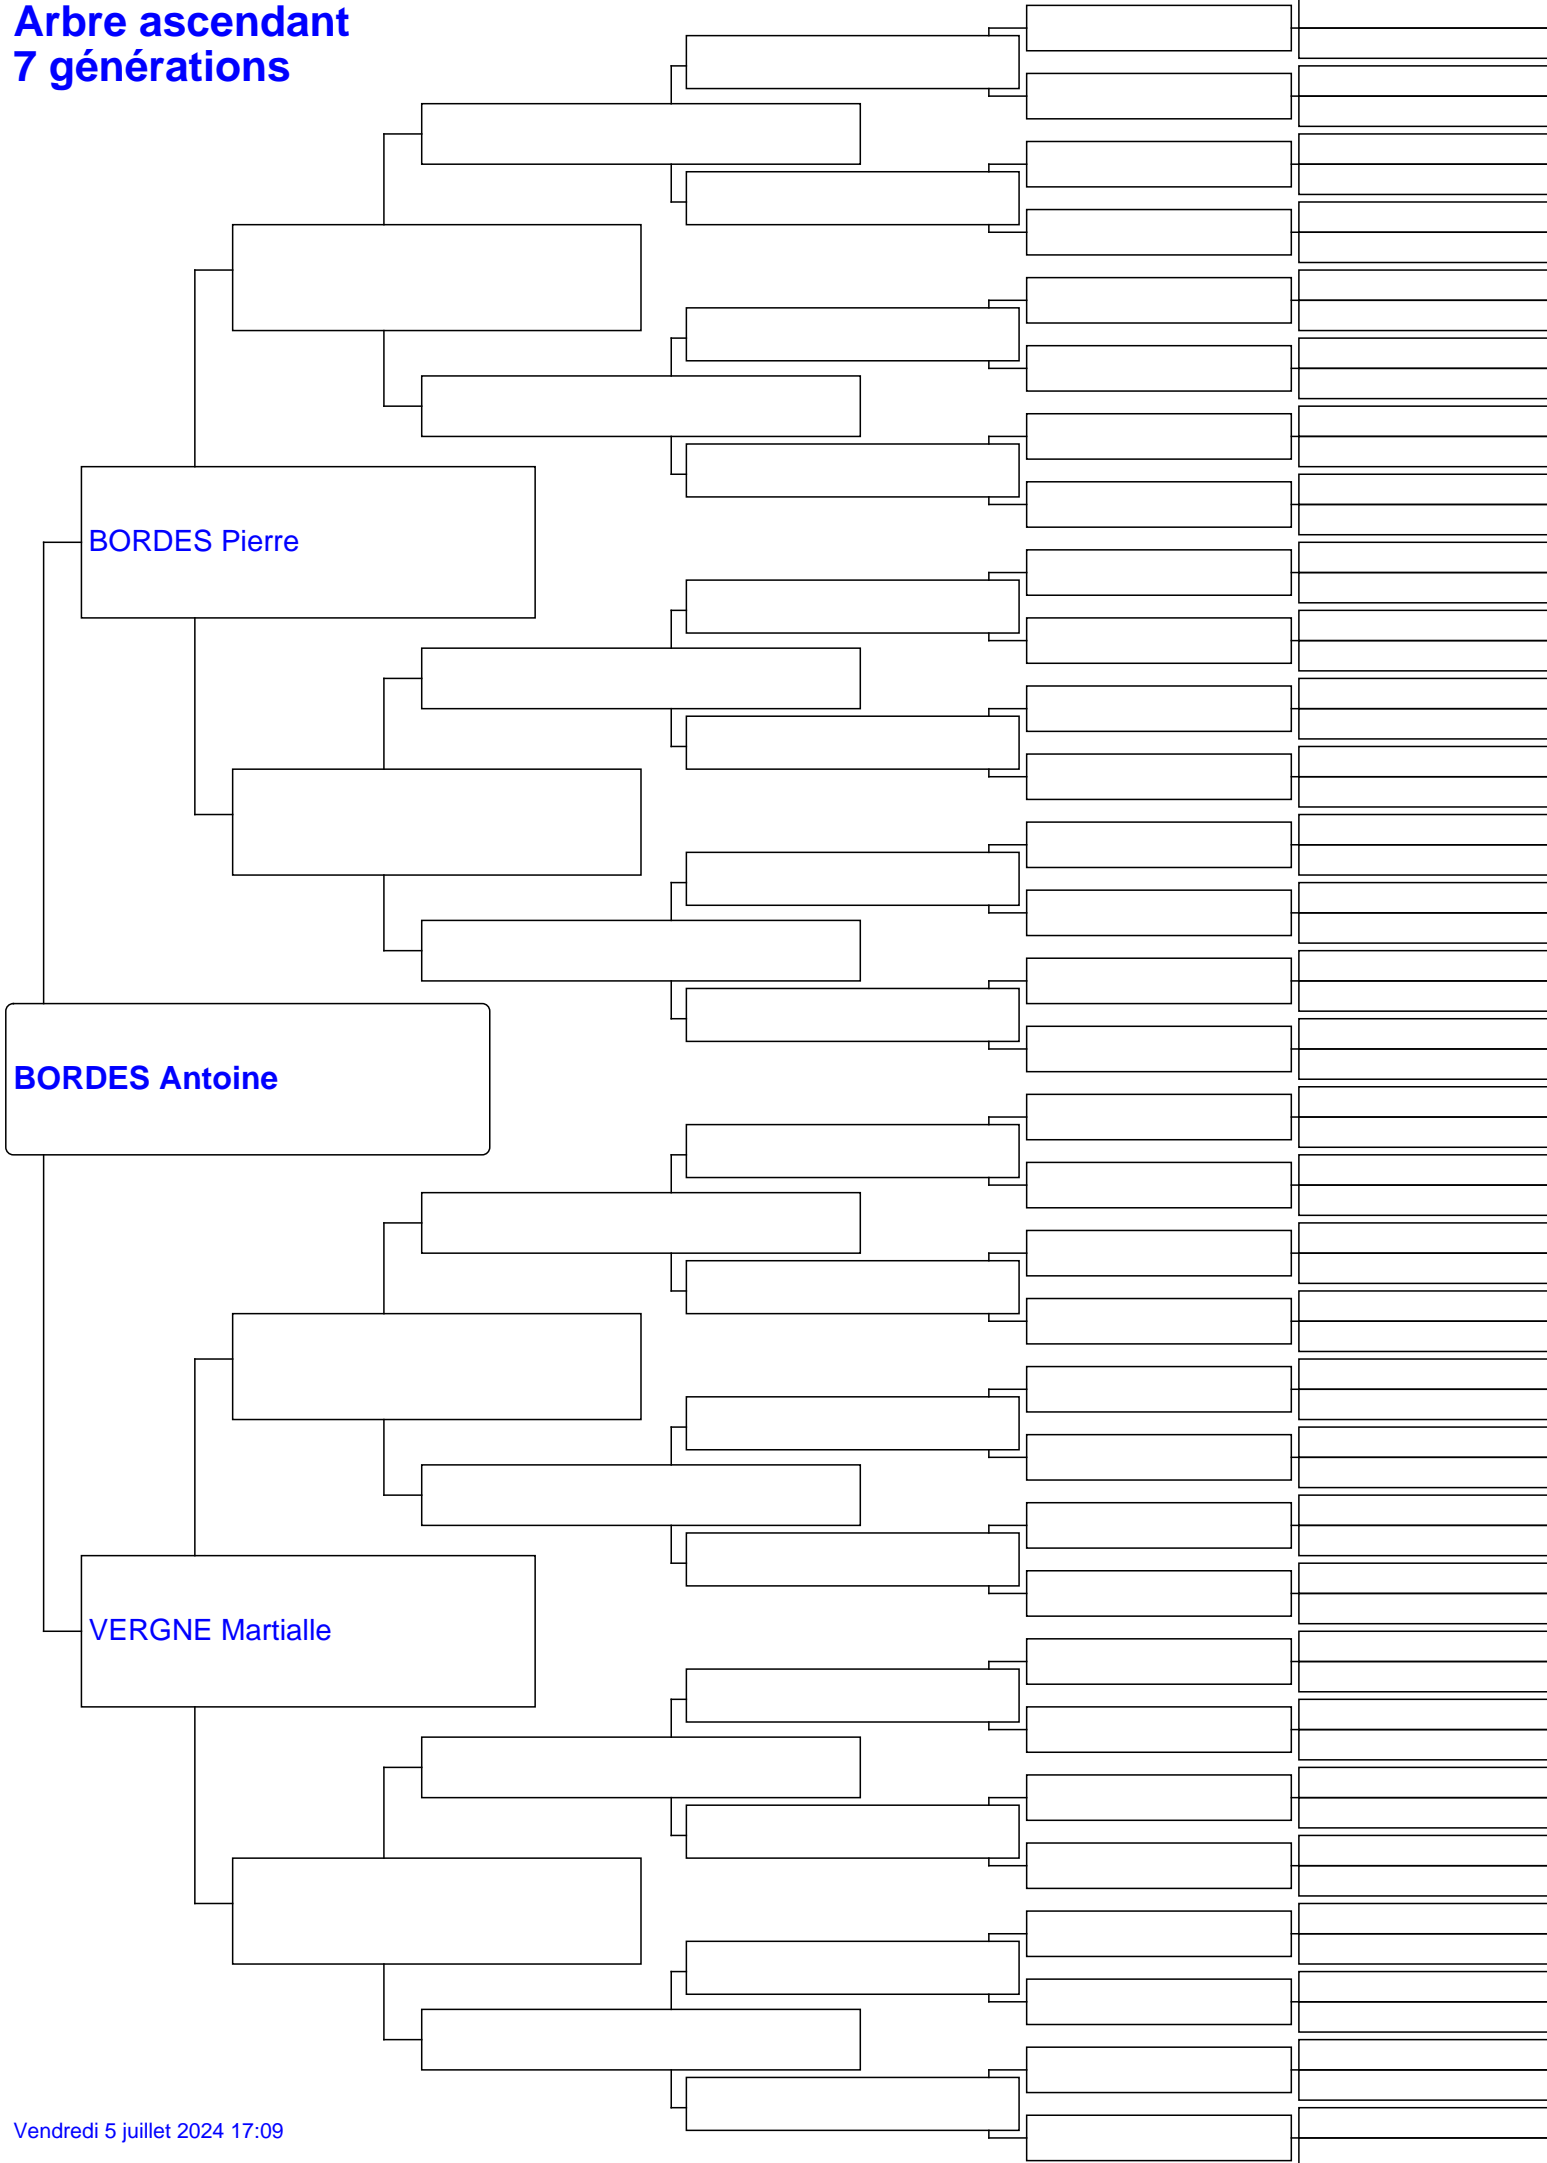 Arbre ascendant
7 générations
BORDES Pierre
BORDES Antoine
VERGNE Martialle
Vendredi 5 juillet 2024 17:09